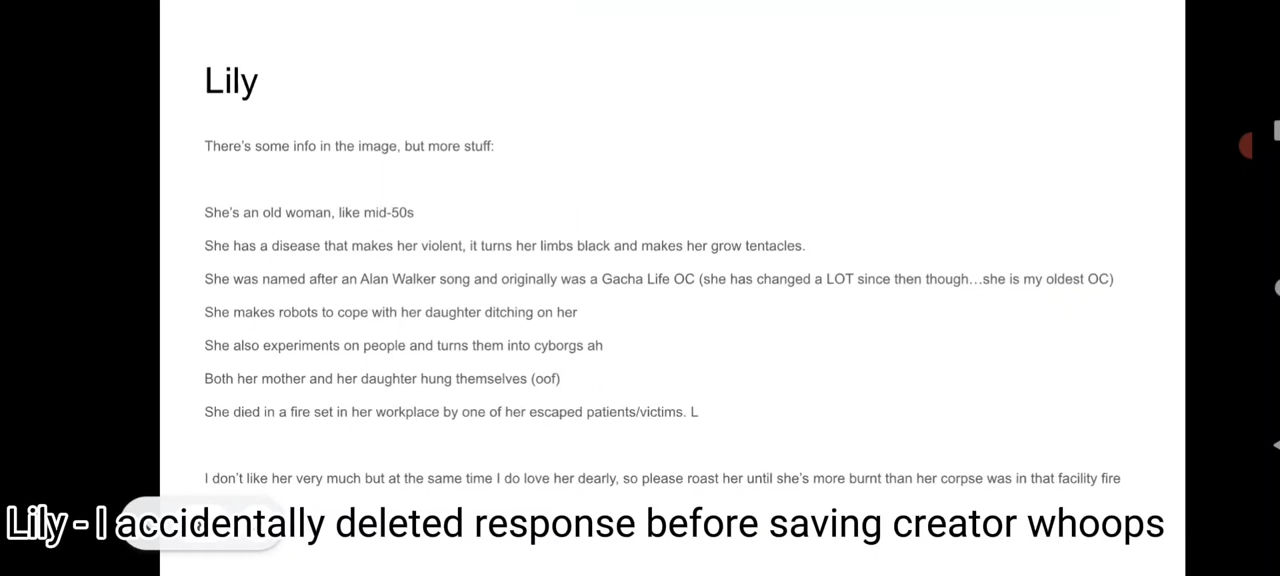 Lily
There’s some info in the image, but more stuff:
She’s an old woman, like mid-50s
She has a disease that makes her violent, it turns her limbs black and makes her grow tentacles.
She was named after an Alan Walker song and originally was a Gacha Life OC (she has changed a LOT since then though…she is my oldest OC)
She makes robots to cope with her daughter ditching on her
She also experiments on people and turns them into cyborgs ah
Both her mother and her daughter hung themselves (oof)
She died in a fire set in her workplace by one of her escaped patients/victims. L
I don’t like her very much but at the same time I do love her dearly, so please roast her until she’s more burnt than her corpse was in that facility fire
Lily - I accidentally deleted response before saving creator whoops